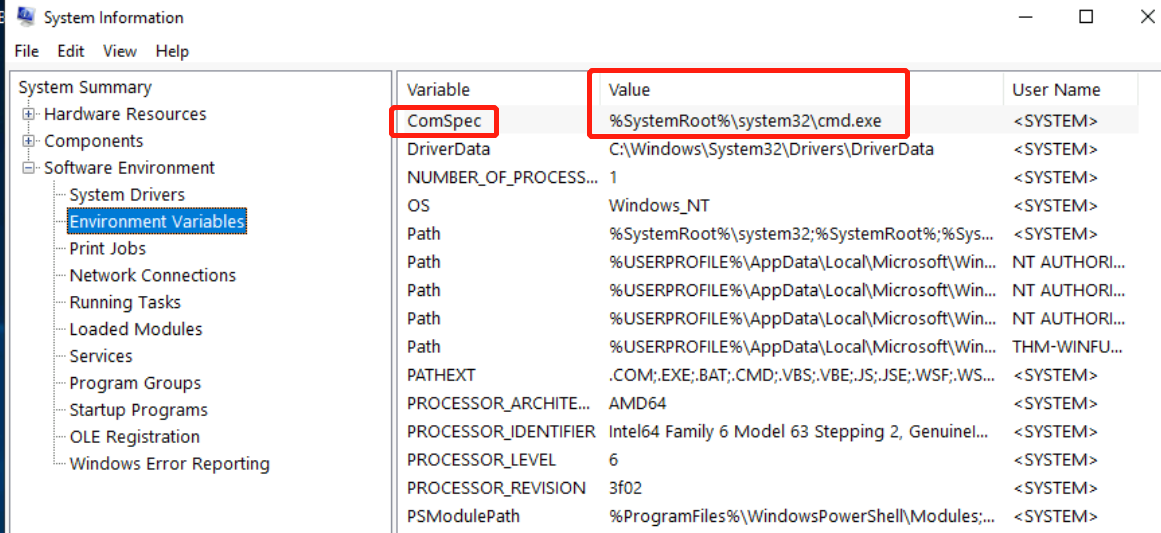 System Information
File Edit View Help
System Summary
Hardware Resources
Components
Software Environment
System Drivers
Environment Variables
Print Jobs
Network Connections
Running Tasks
Loaded Modules
Services
Program Groups
Startup Programs
OLE Registration
Windows Error Reporting
Variable Value User Name
ComSpec %SystemRoot%\system32\cmd.exe <SYSTEM>
DriverData C:\Windows\System32\Drivers\DriverData <SYSTEM>
NUMBER_OF_PROCESS... 1 <SYSTEM>
OS Windows_NT <SYSTEM>
Path %SystemRoot%\system32;%SystemRoot%;%Sys... <SYSTEM>
Path %USERPROFILE%\AppData\Local\Microsoft\Win... NT AUTHORI...
Path %USERPROFILE%\AppData\Local\Microsoft\Win... NT AUTHORI...
Path %USERPROFILE%\AppData\Local\Microsoft\Win... NT AUTHORI...
Path %USERPROFILE%\AppData\Local\Microsoft\Win... THM-WINFU...
PATHEXT .COM;.EXE;.BAT;.CMD;.VBS;.VBE;.JS;.JSE;.WSF;.WS... <SYSTEM>
PROCESSOR_ARCHITE... AMD64 <SYSTEM>
PROCESSOR_IDENTIFIER Intel64 Family 6 Model 63 Stepping 2, GenuineI... <SYSTEM>
PROCESSOR_LEVEL 6 <SYSTEM>
PROCESSOR_REVISION 3f02 <SYSTEM>
PSModulePath %ProgramFiles%\WindowsPowerShell\Modules;... <SYSTEM>